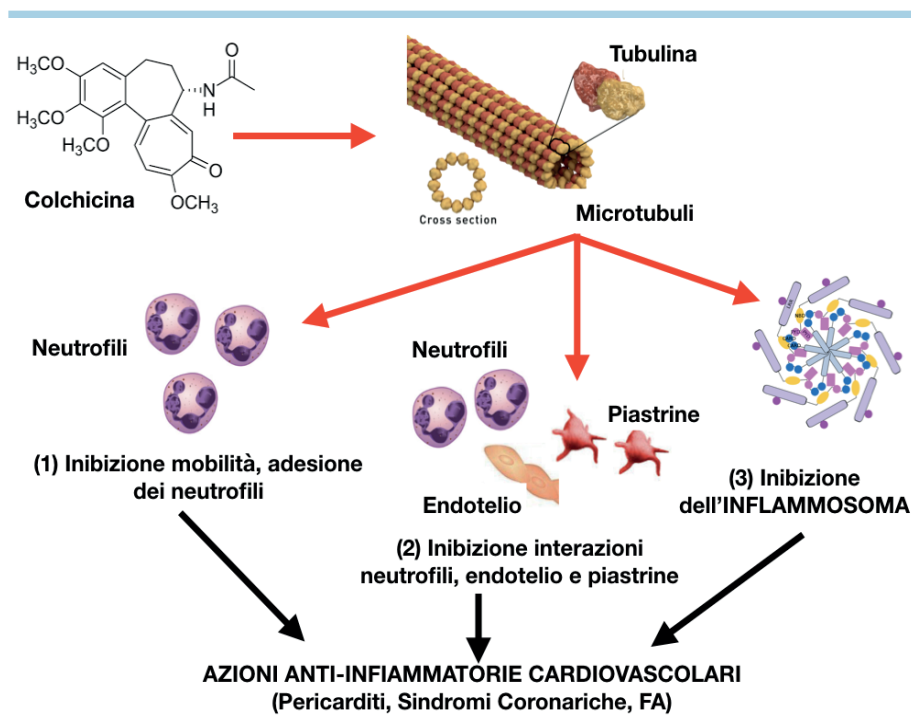 H₃CO
H₃CO
H₃CO
O
NH
O
OCH₃
Colchicina
Tubulina
Cross section
Microtubuli
Neutrofili
(1) Inibizione mobilità, adesione
dei neutrofili
Neutrofili
Piastrine
Endotelio
(2) Inibizione interazioni
neutrofili, endotelio e piastrine
(3) Inibizione
dell'INFLAMMOSOMA
AZIONI ANTI-INFIAMMATORIE CARDIOVASCOLARI
(Pericarditi, Sindromi Coronariche, FA)